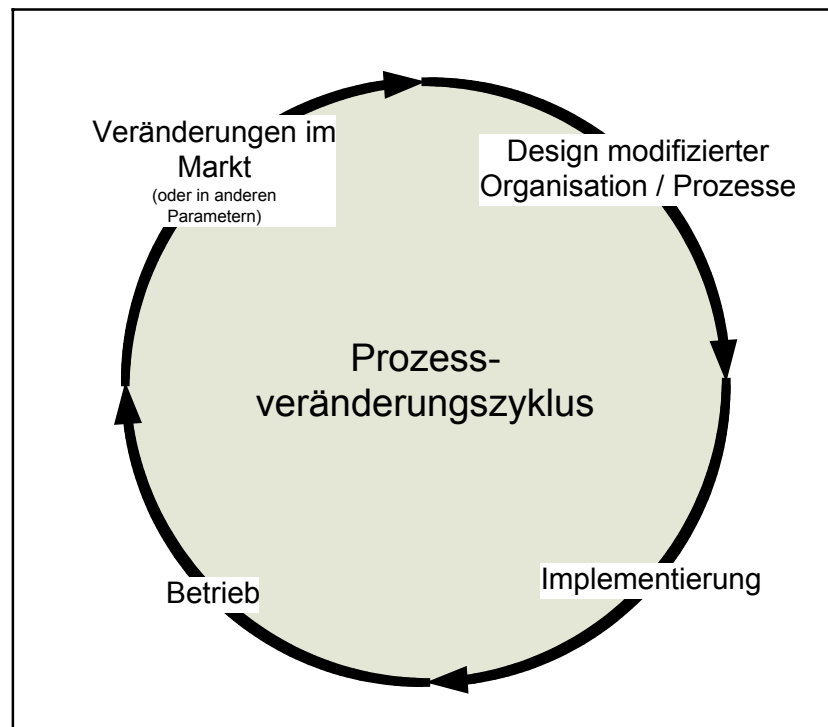 Veränderungen im
Markt
(oder in anderen
Parametern)
Design modifizierter
Organisation / Prozesse
Prozess-
veränderungszyklus
Betrieb
Implementierung